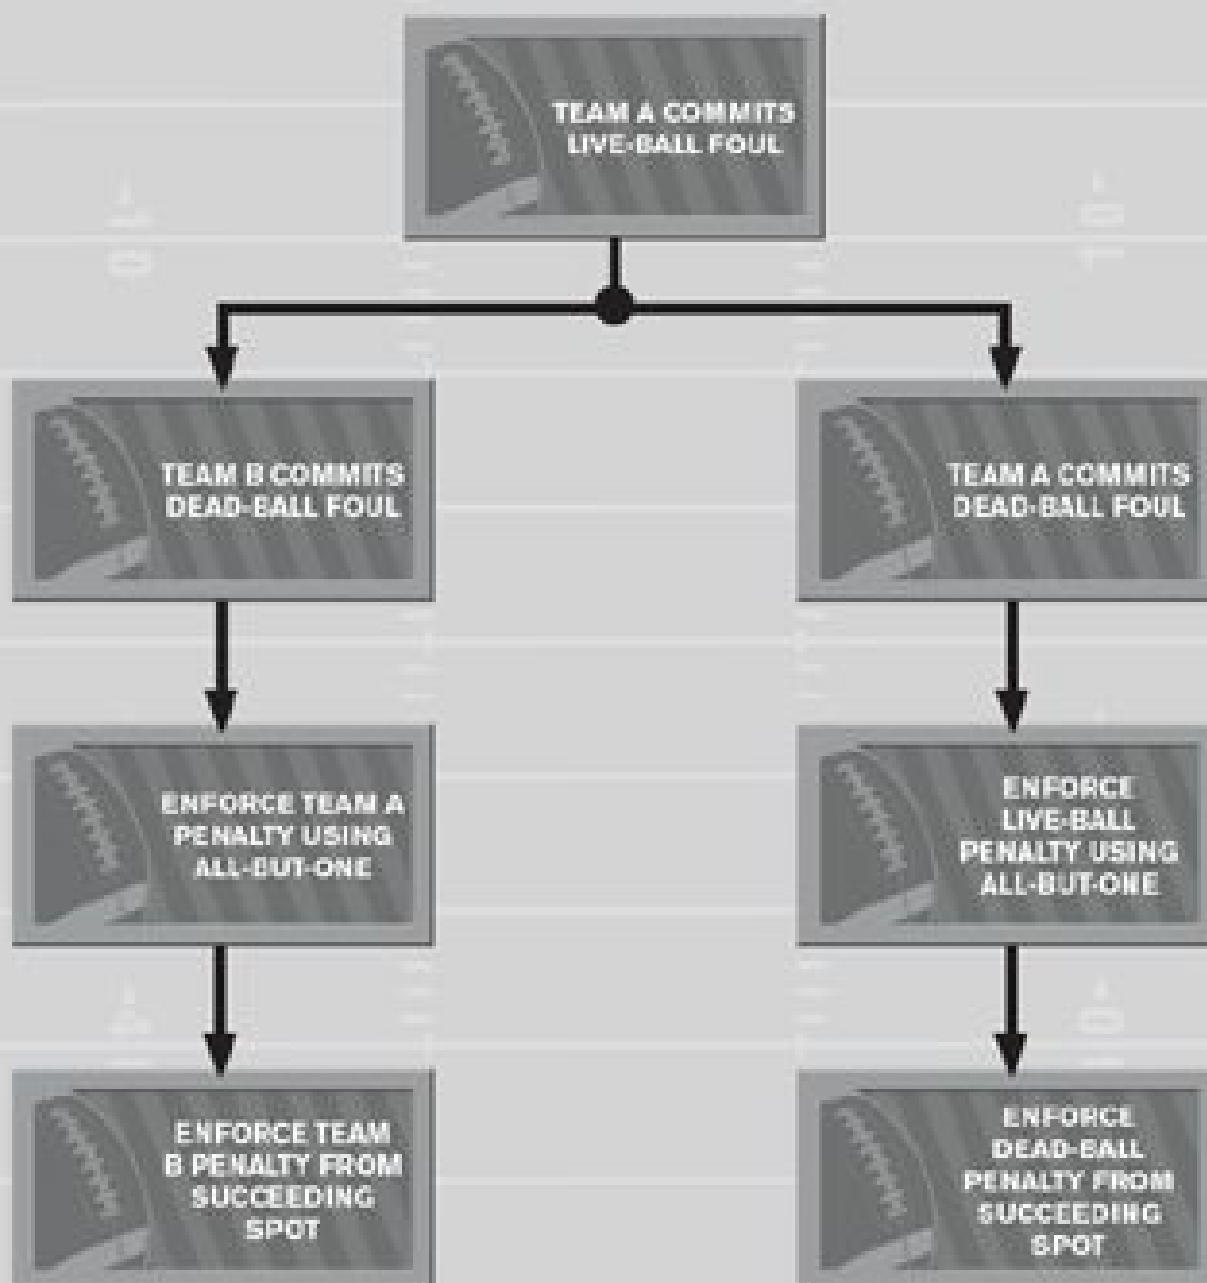 TEAM A COMMITS
LIVE-BALL FOUL
TEAM B COMMITS
DEAD-BALL FOUL
TEAM A COMMITS
DEAD-BALL FOUL
ENFORCE TEAM A
PENALTY USING
ALL-BUT-ONE
ENFORCE
LIVE-BALL
PENALTY USING
ALL-BUT-ONE
ENFORCE TEAM
B PENALTY FROM
SUCCEEDING
SPOT
ENFORCE
DEAD-BALL
PENALTY FROM
SUCCEEDING
SPOT